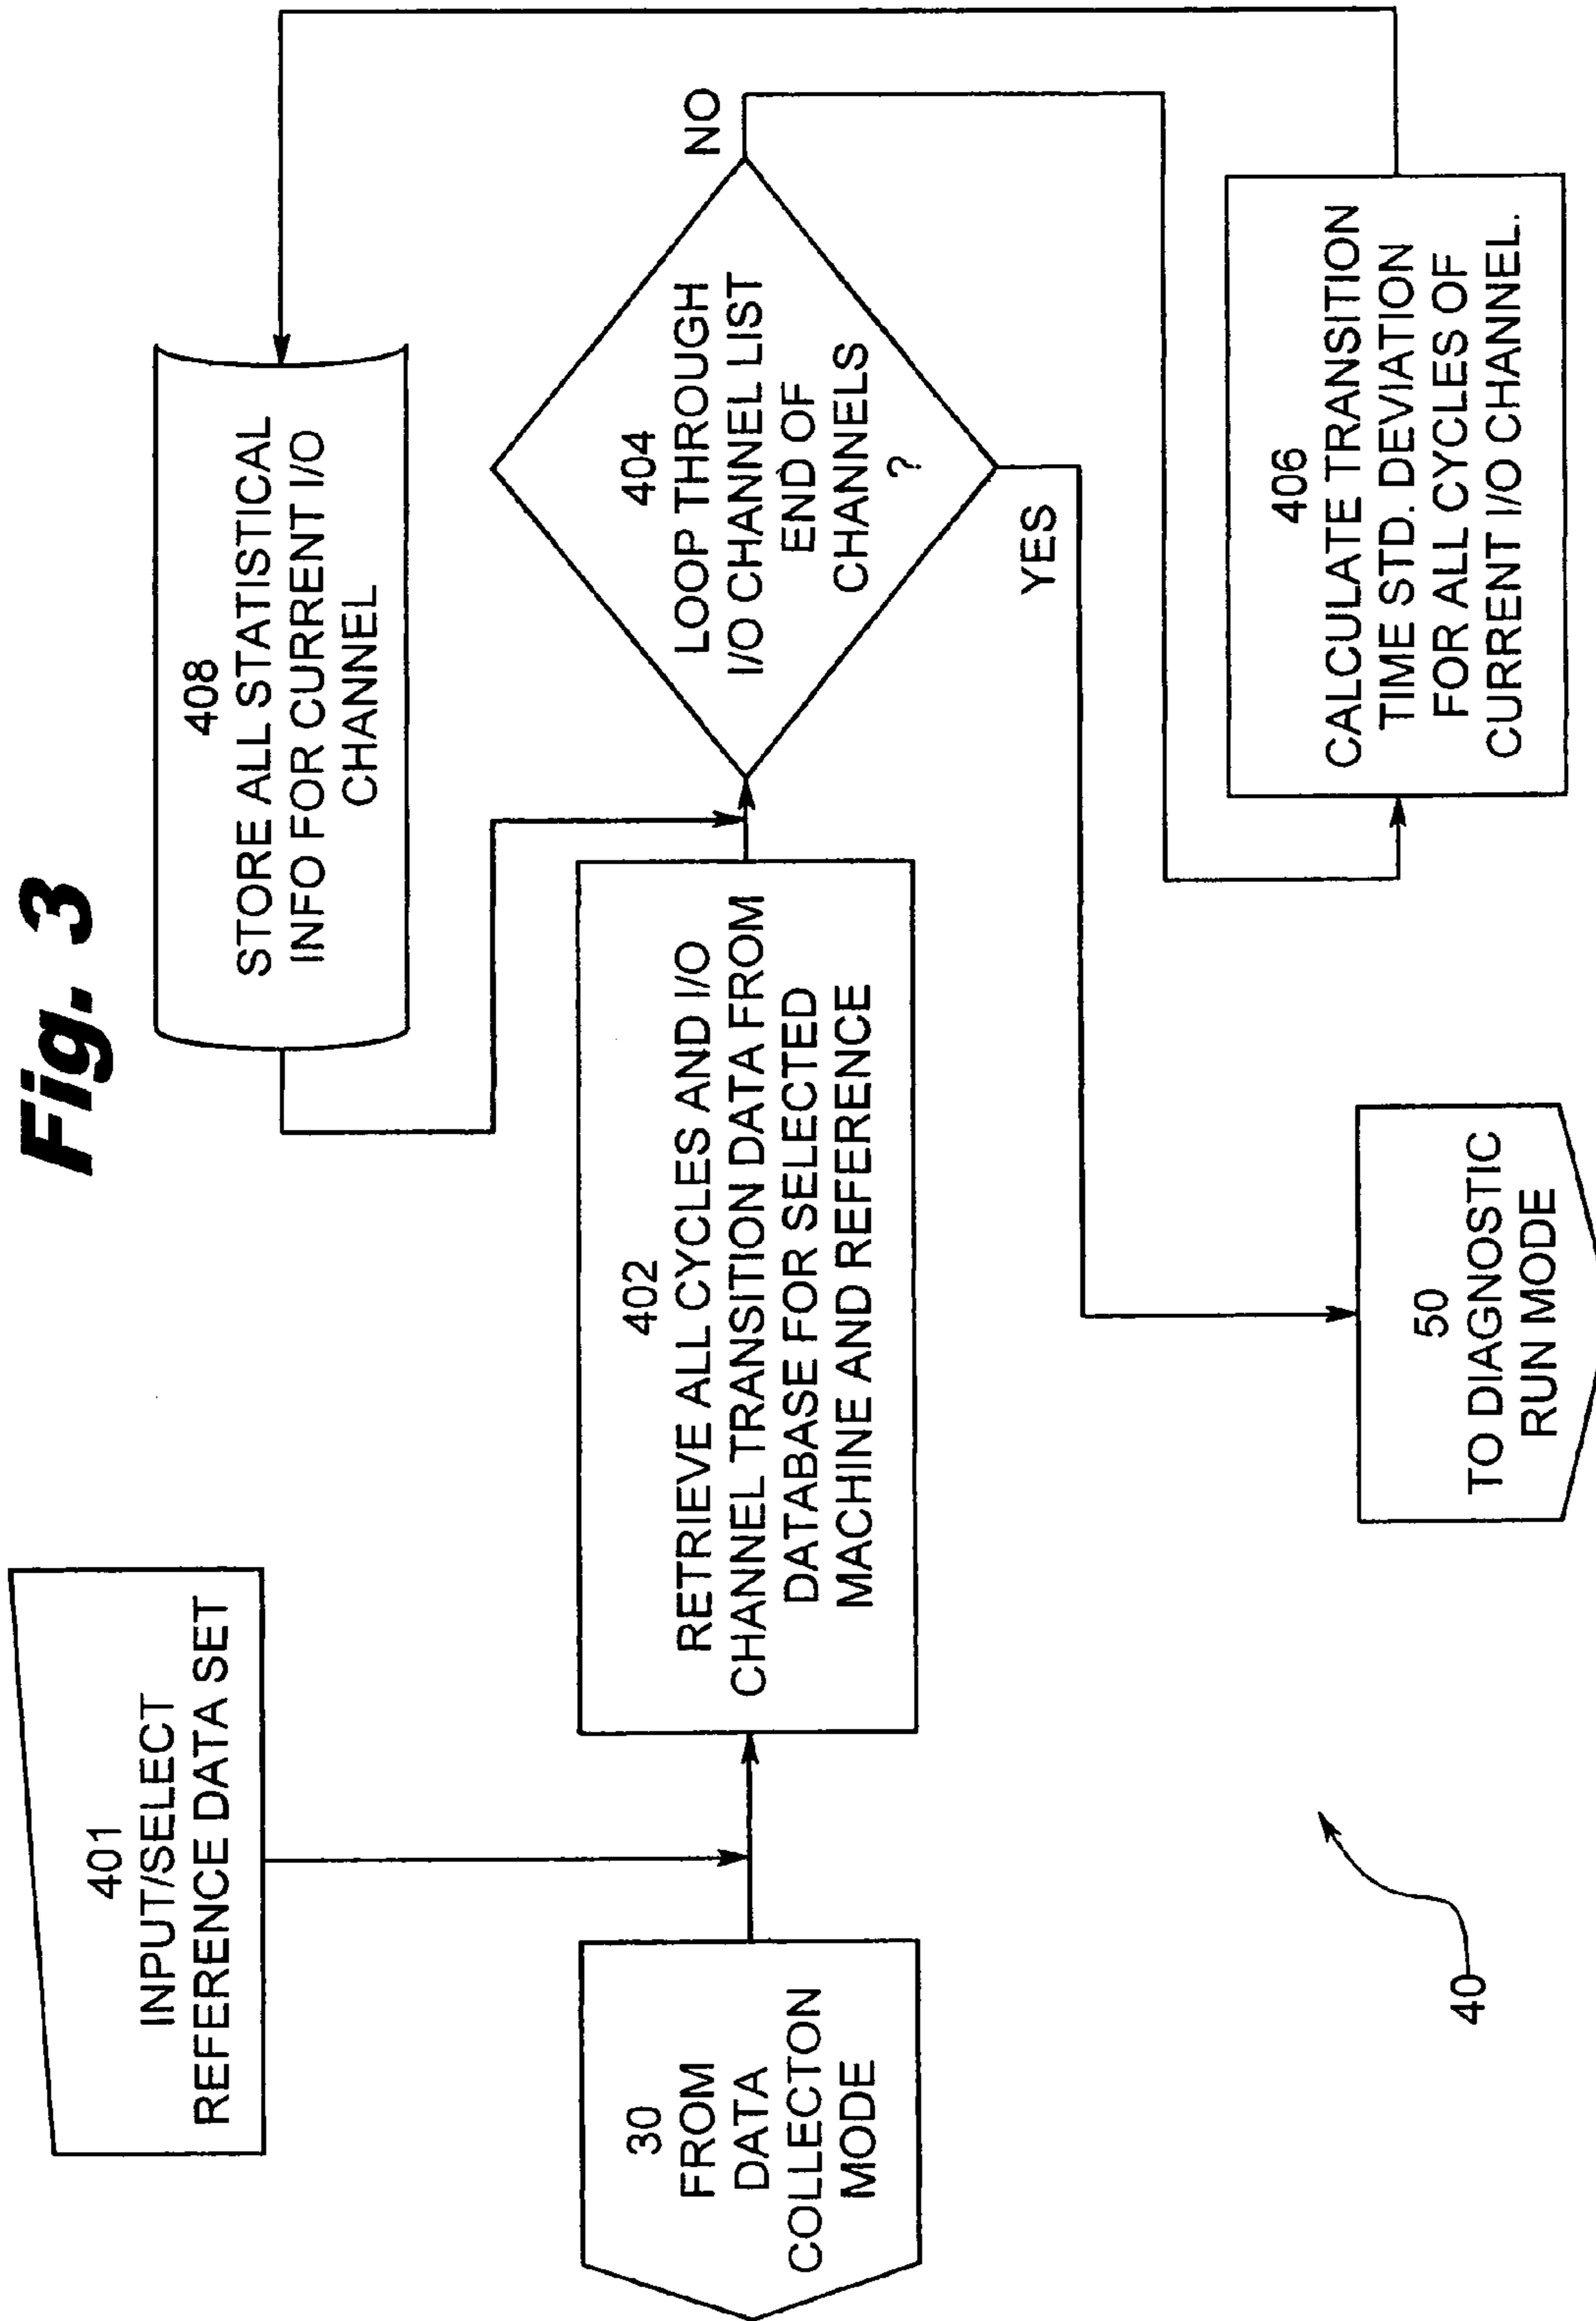 Fig. 3
401
INPUT/SELECT
REFERENCE DATA SET
30
FROM
DATA
COLLECTON
MODE
402
RETRIEVE ALL CYCLES AND I/O
CHANNEL TRANSITION DATA FROM
DATABASE FOR SELECTED
MACHINE AND REFERENCE
408
STORE ALL STATISTICAL
INFO FOR CURRENT I/O
CHANNEL
404
LOOP THROUGH
I/O CHANNEL LIST
END OF
CHANNELS
?
NO
YES
406
CALCULATE TRANSITION
TIME STD. DEVIATION
FOR ALL CYCLES OF
CURRENT I/O CHANNEL.
50
TO DIAGNOSTIC
RUN MODE
40